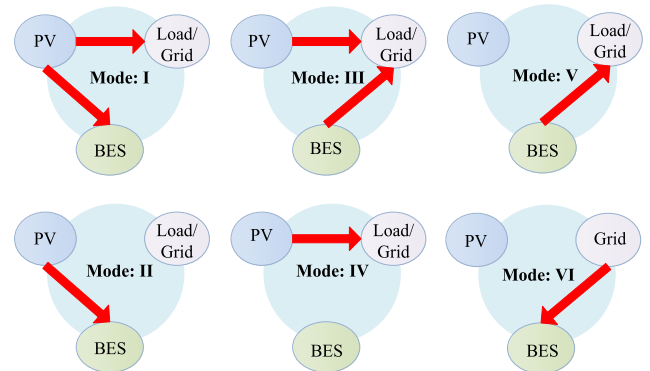 PV
Load/
Grid
Mode: I
BES
PV
Load/
Grid
Mode: III
BES
PV
Load/
Grid
Mode: V
BES
PV
Load/
Grid
Mode: II
BES
PV
Load/
Grid
Mode: IV
BES
PV
Grid
Mode: VI
BES